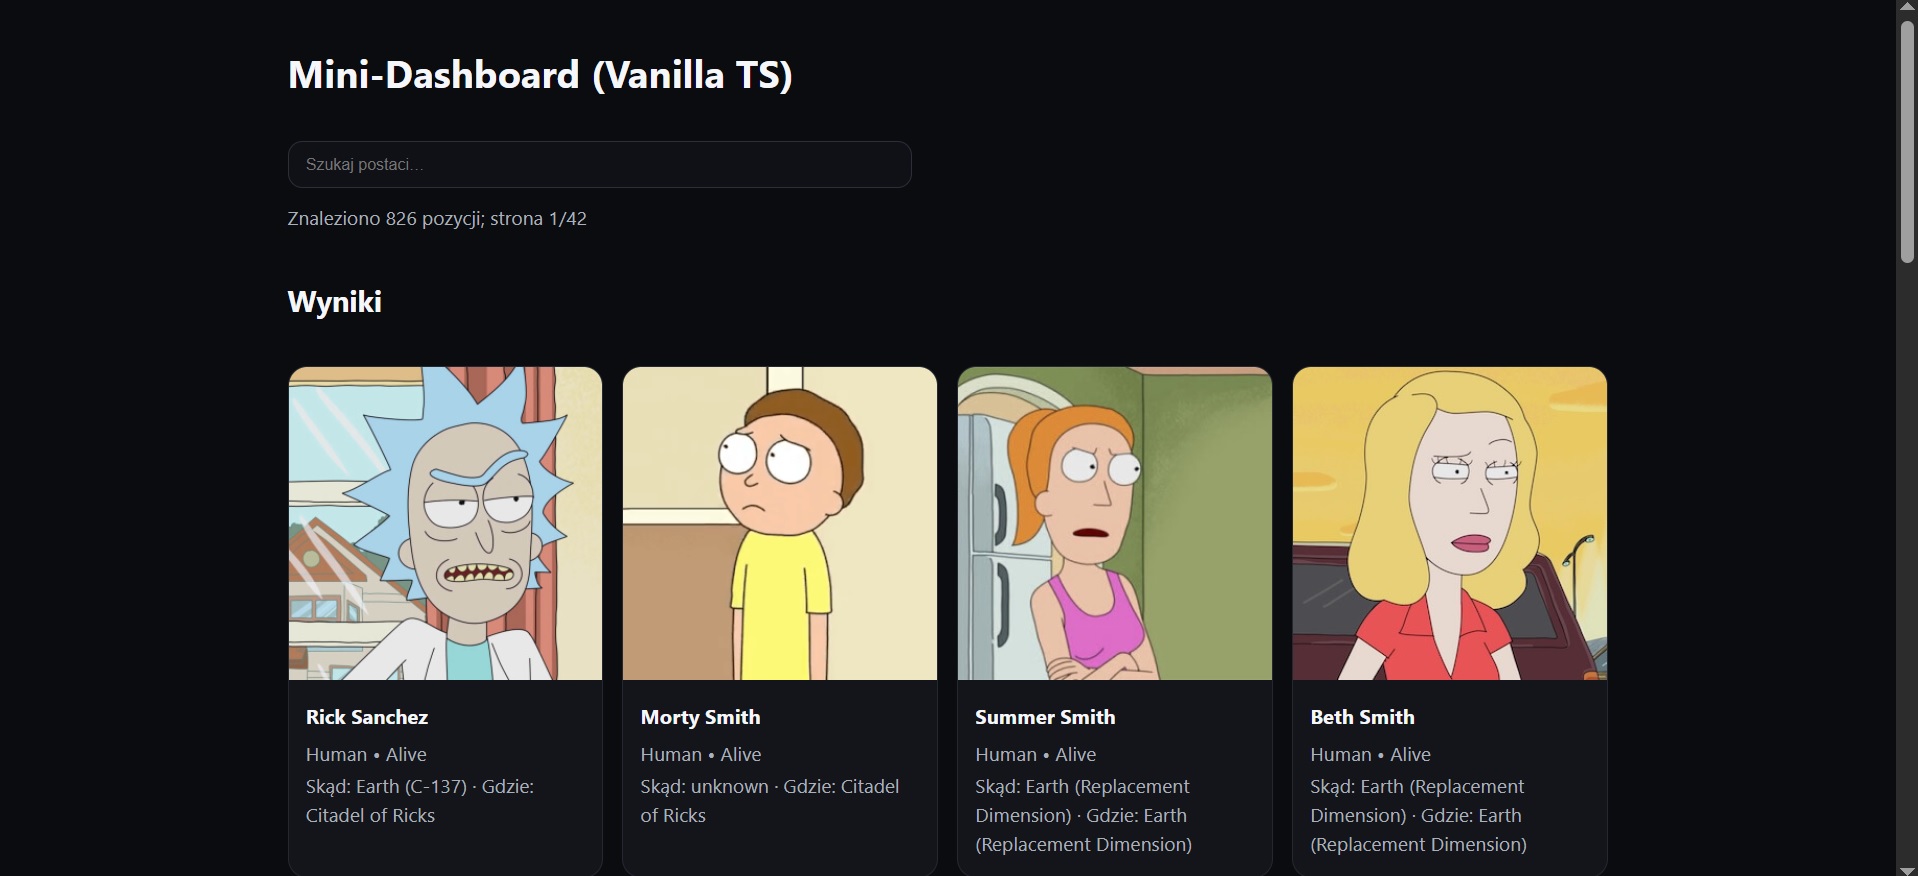 Mini-Dashboard (Vanilla TS)
Szukaj postaci...
Znaleziono 826 pozycji; strona 1/42
Wyniki
Rick Sanchez
Human • Alive
Skąd: Earth (C-137) · Gdzie:
Citadel of Ricks
Morty Smith
Human • Alive
Skąd: unknown · Gdzie: Citadel
of Ricks
Summer Smith
Human • Alive
Skąd: Earth (Replacement
Dimension) · Gdzie: Earth
(Replacement Dimension)
Beth Smith
Human • Alive
Skąd: Earth (Replacement
Dimension) · Gdzie: Earth
(Replacement Dimension)